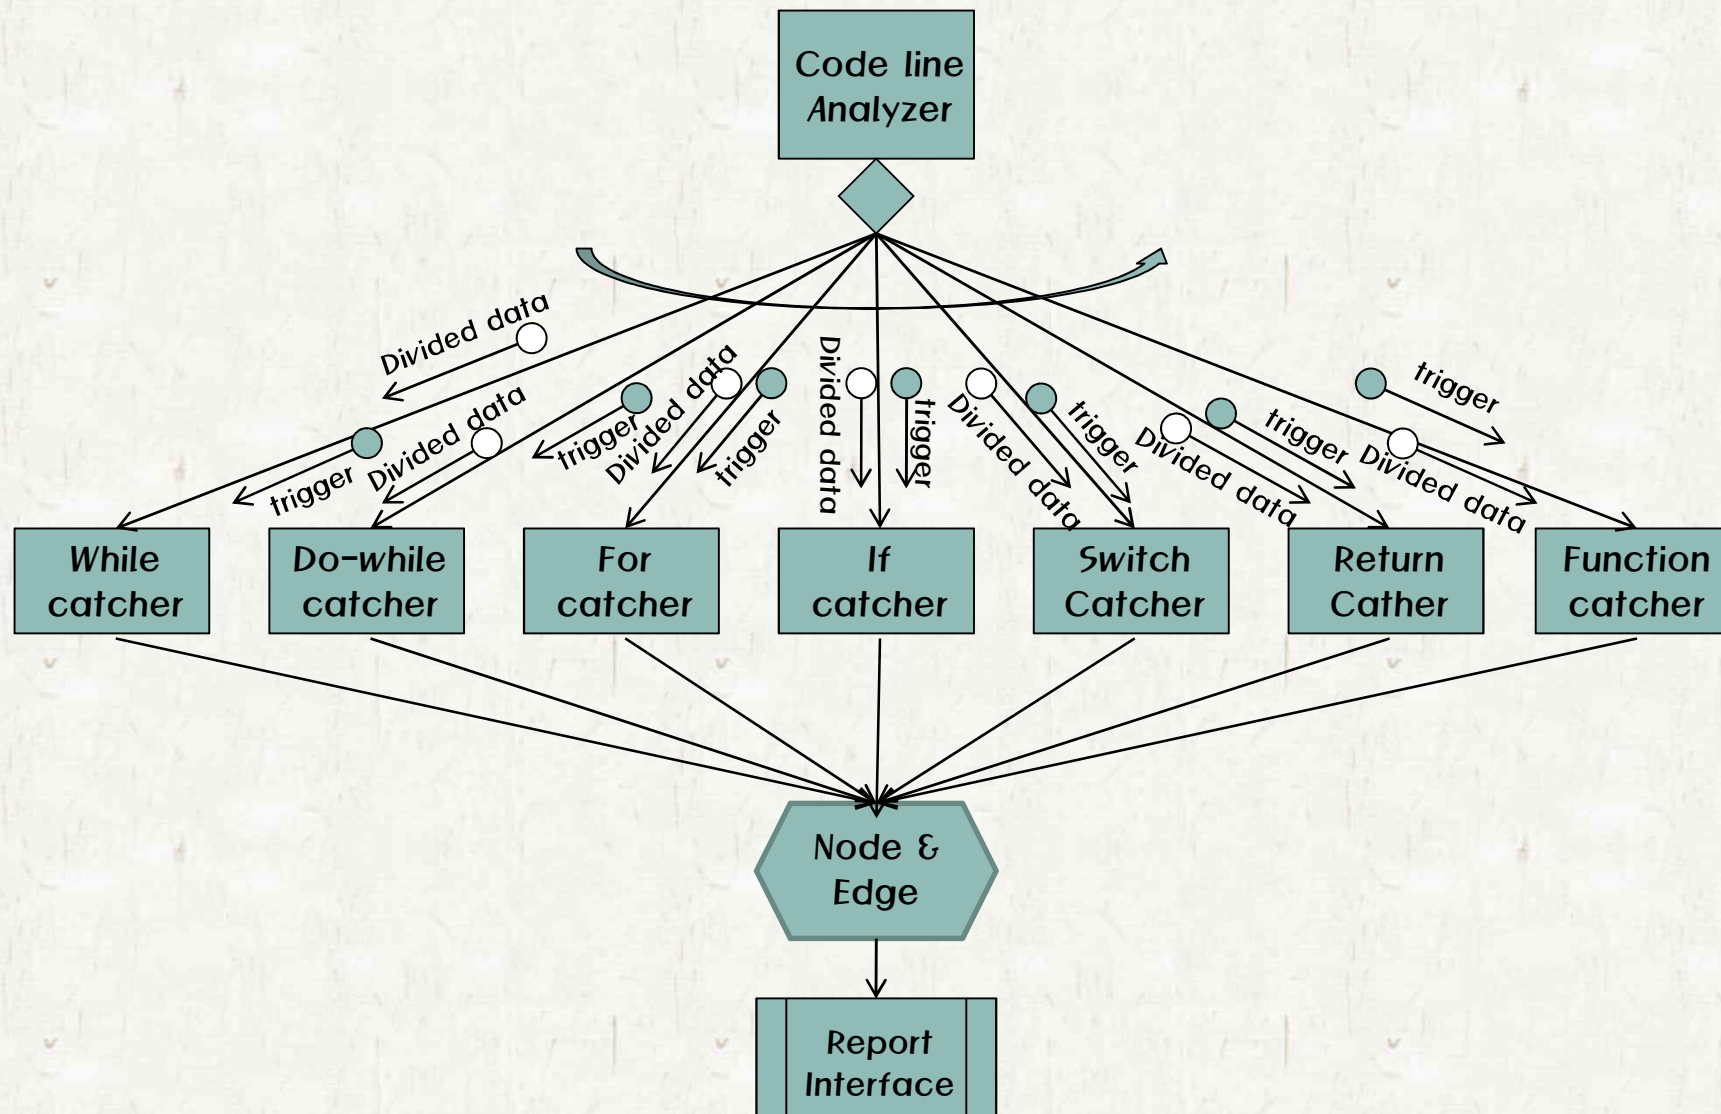 Code line
Analyzer
Divided data
trigger
Divided data
trigger
Divided data
trigger
Divided data
trigger
Divided data
trigger
Divided data
trigger
Divided data
trigger
While
catcher
Do-while
catcher
For
catcher
If
catcher
Switch
Catcher
Return
Cather
Function
catcher
Node &
Edge
Report
Interface